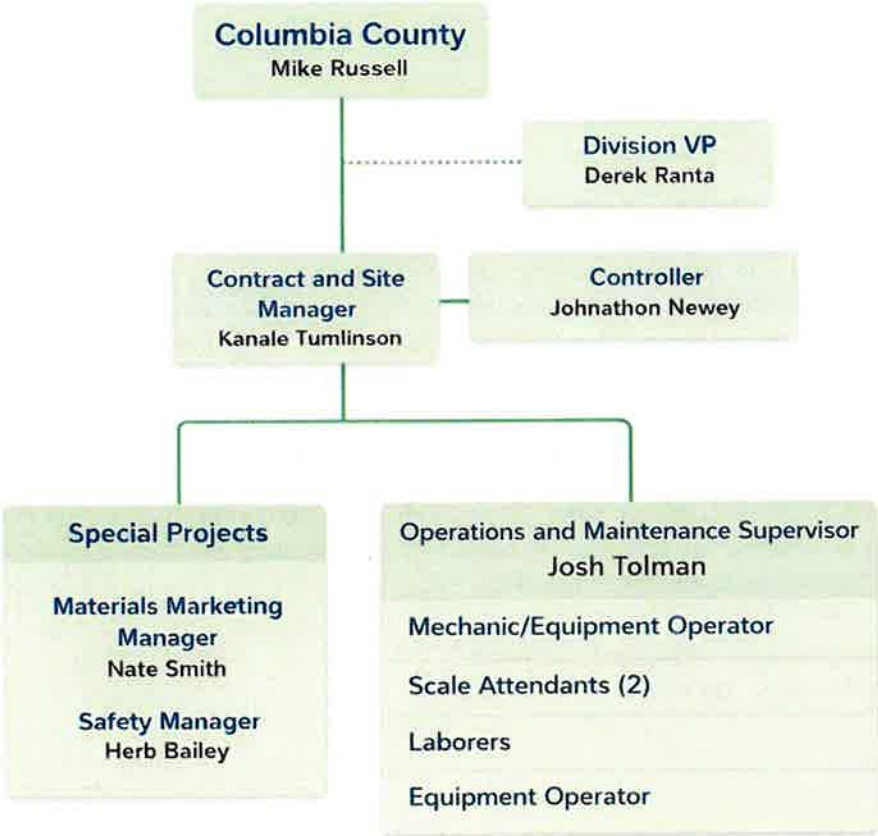 Columbia County
Mike Russell
Division VP
Derek Ranta
Contract and Site
Manager
Kanale Tumlinson
Controller
Johnathon Newey
Special Projects
Materials Marketing
Manager
Nate Smith
Safety Manager
Herb Bailey
Operations and Maintenance Supervisor
Josh Tolman
Mechanic/Equipment Operator
Scale Attendants (2)
Laborers
Equipment Operator